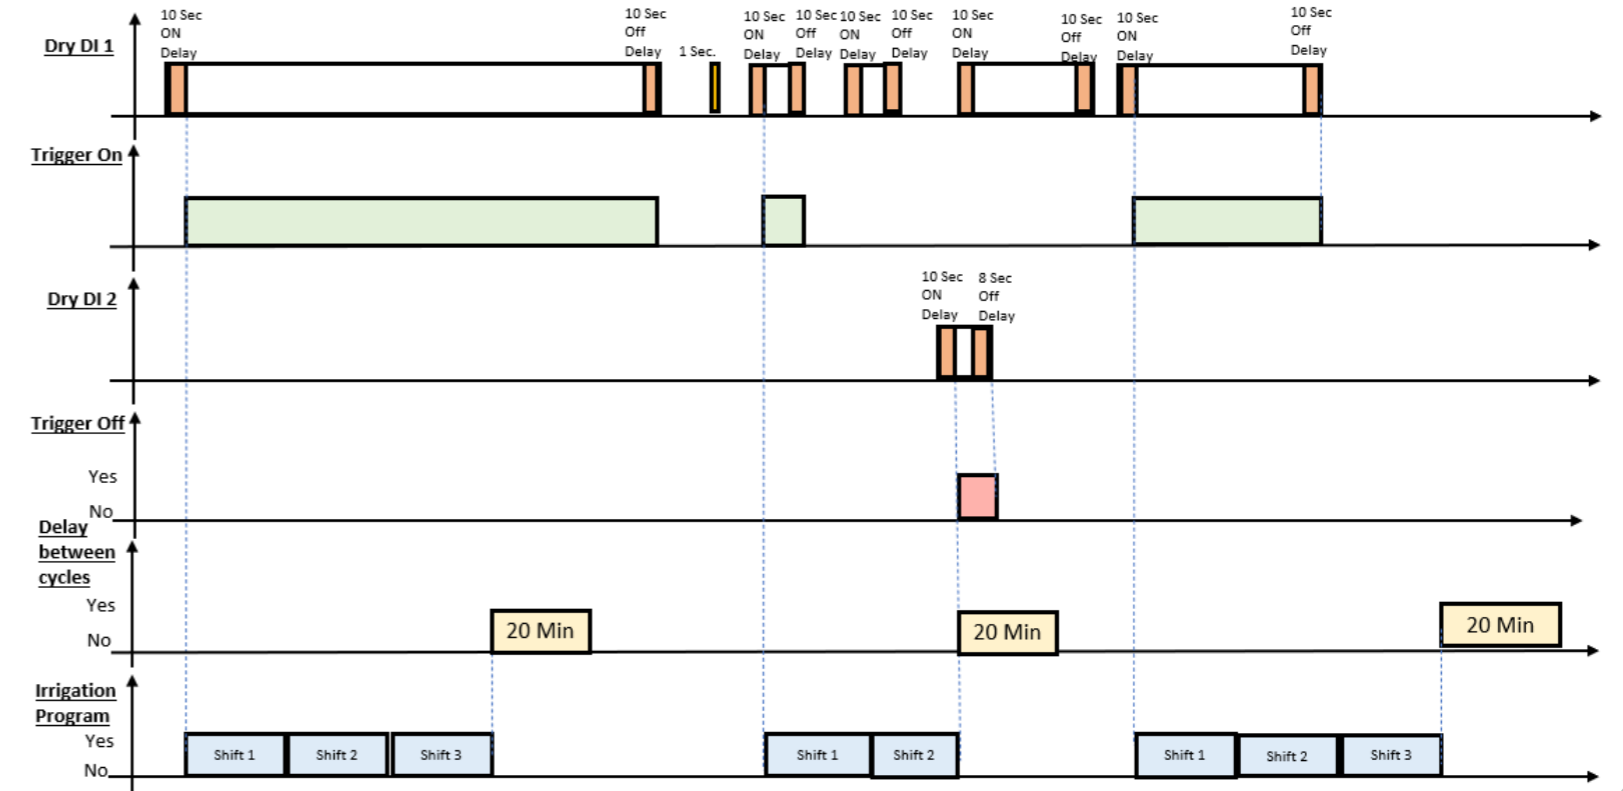 10 Sec
ON
Delay
10 Sec
Off
Delay
1 Sec.
10 Sec
ON
Delay
10 Sec
Off
Delay
10 Sec
ON
Delay
10 Sec
Off
Delay
10 Sec
ON
Delay
10 Sec
Off
Delay
10 Sec
ON
Delay
10 Sec
Off
Delay
Dry DI 1
Trigger On
10 Sec
ON
Delay
8 Sec
Off
Delay
Dry DI 2
Trigger Off
Yes
No
Delay
between
cycles
Yes
No
20 Min
20 Min
20 Min
Irrigation
Program
Yes
No
Shift 1
Shift 2
Shift 3
Shift 1
Shift 2
Shift 1
Shift 2
Shift 3